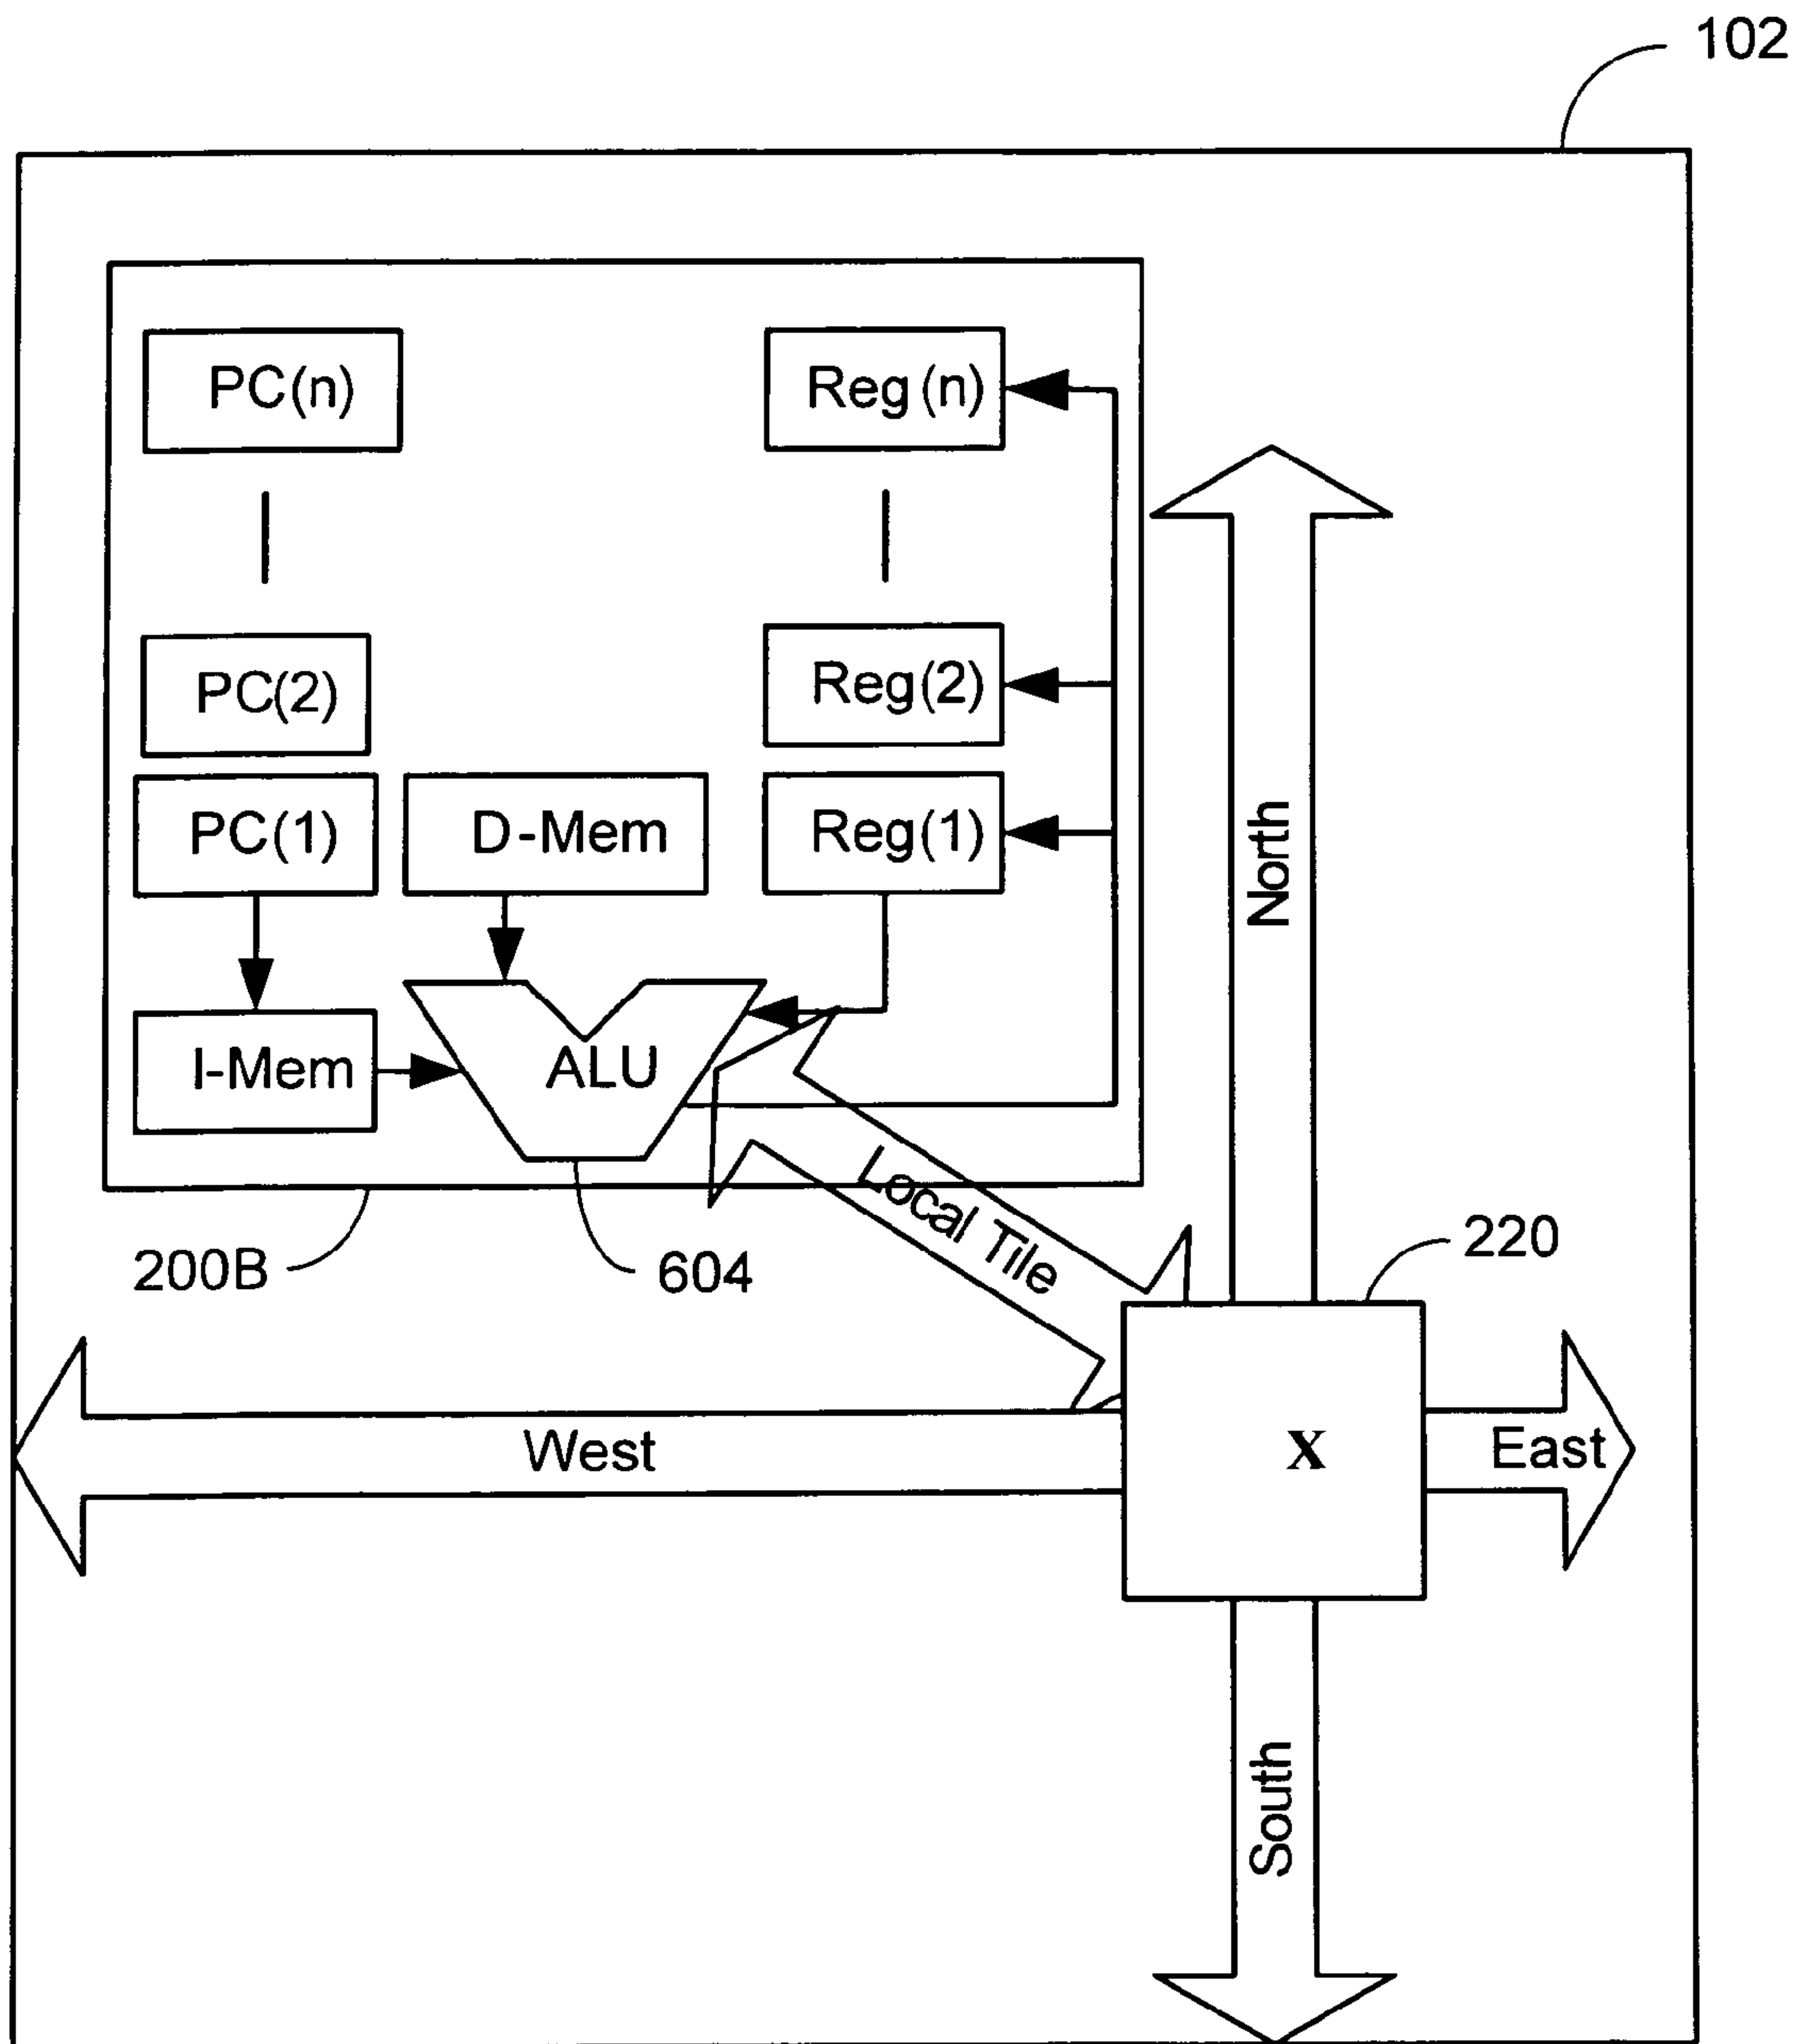 102
PC(n)
Reg(n)
PC(2)
Reg(2)
PC(1)
D-Mem
Reg(1)
North
I-Mem
ALU
Local Tile
200B
604
220
West
X
East
South